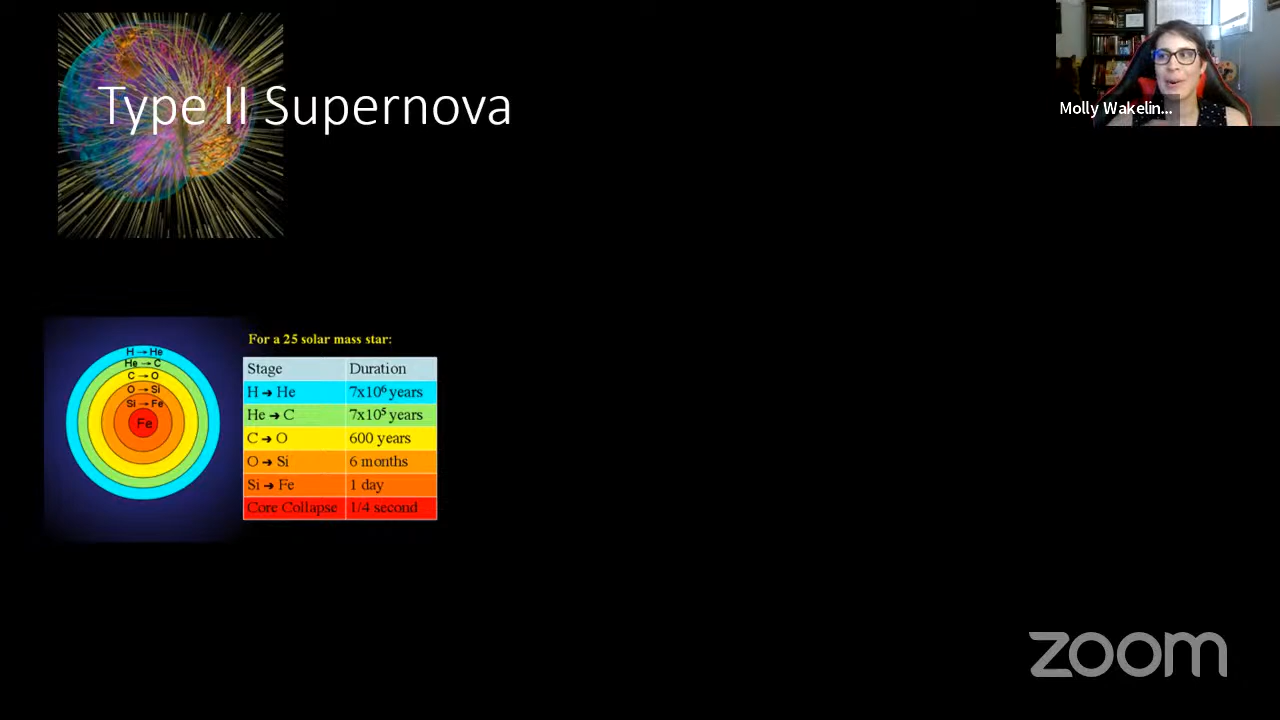 Type II Supernova
Molly Wakelin...
For a 25 solar mass star:
H → He
He → C
C → O
O → Si
Si → Fe
Fe
Stage Duration
H → He 7x10⁶ years
He → C 7x10⁵ years
C → O 600 years
O → Si 6 months
Si → Fe 1 day
Core Collapse 1/4 second
zoom